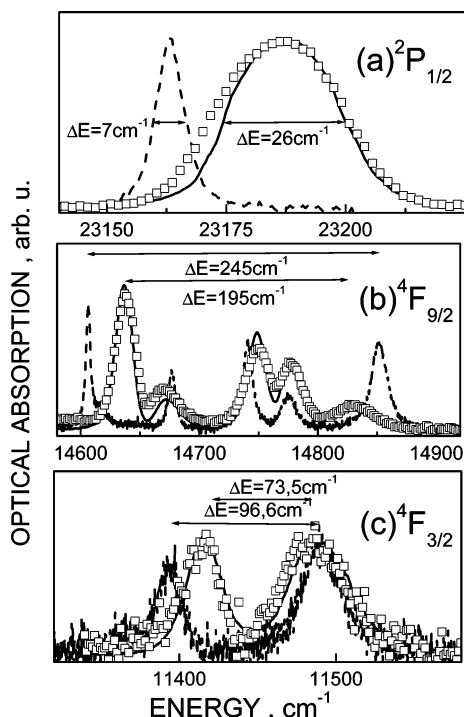 (a)²P₁/₂
ΔE=7cm⁻¹
ΔE=26cm⁻¹
23150 23175 23200
ΔE=245cm⁻¹
ΔE=195cm⁻¹
(b)⁴F₉/₂
14600 14700 14800 14900
ΔE=73,5cm⁻¹
ΔE=96,6cm⁻¹
(c)⁴F₃/₂
11400 11500
ENERGY , cm⁻¹
OPTICAL ABSORPTION , arb. u.